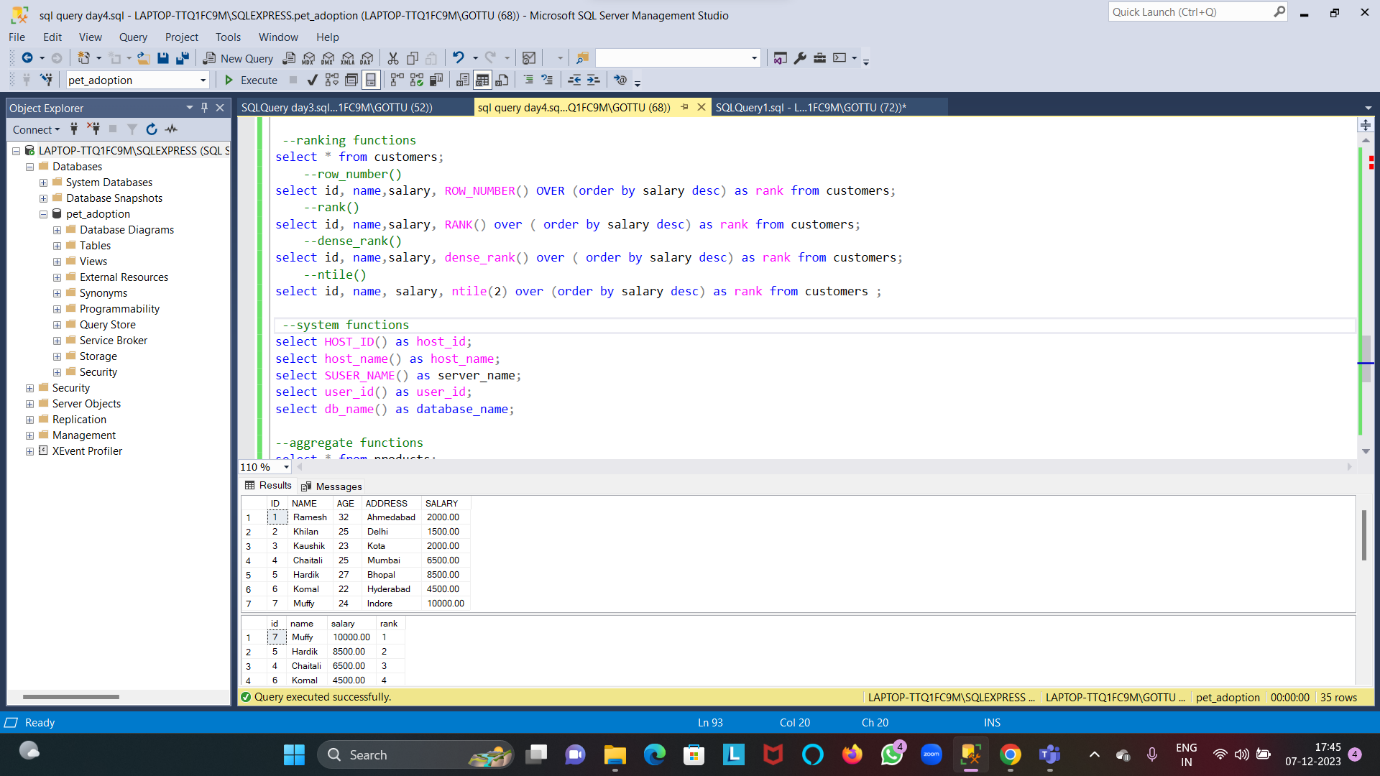 sql query day4.sql - LAPTOP-TTQ1FC9M\SQLEXPRESS.pet_adoption (LAPTOP-TTQ1FC9M\GOTTU (68)) - Microsoft SQL Server Management Studio
Quick Launch (Ctrl+Q)
File Edit View Query Project Tools Window Help
New Query
MDX DMX XMLA DAX
pet_adoption
Execute
Object Explorer
SQLQuery day3.sql...1FC9M\GOTTU (52))
sql query day4.sq...Q1FC9M\GOTTU (68))
SQLQuery1.sql - L...1FC9M\GOTTU (72))*
Connect
LAPTOP-TTQ1FC9M\SQLEXPRESS (SQL S
Databases
System Databases
Database Snapshots
pet_adoption
Database Diagrams
Tables
Views
External Resources
Synonyms
Programmability
Query Store
Service Broker
Storage
Security
Security
Server Objects
Replication
Management
XEvent Profiler
--ranking functions
select * from customers;
--row_number()
select id, name,salary, ROW_NUMBER() OVER (order by salary desc) as rank from customers;
--rank()
select id, name,salary, RANK() over ( order by salary desc) as rank from customers;
--dense_rank()
select id, name,salary, dense_rank() over ( order by salary desc) as rank from customers;
--ntile()
select id, name, salary, ntile(2) over (order by salary desc) as rank from customers ;
--system functions
select HOST_ID() as host_id;
select host_name() as host_name;
select SUSER_NAME() as server_name;
select user_id() as user_id;
select db_name() as database_name;
--aggregate functions
select * from products;
110 %
Results Messages
ID NAME AGE ADDRESS SALARY
1 1 Ramesh 32 Ahmedabad 2000.00
2 2 Khilan 25 Delhi 1500.00
3 3 Kaushik 23 Kota 2000.00
4 4 Chaitali 25 Mumbai 6500.00
5 5 Hardik 27 Bhopal 8500.00
6 6 Komal 22 Hyderabad 4500.00
7 7 Muffy 24 Indore 10000.00
id name salary rank
1 7 Muffy 10000.00 1
2 5 Hardik 8500.00 2
3 4 Chaitali 6500.00 3
4 6 Komal 4500.00 4
Query executed successfully.
LAPTOP-TTQ1FC9M\SQLEXPRESS ... LAPTOP-TTQ1FC9M\GOTTU ... pet_adoption 00:00:00 35 rows
Ready
Ln 93 Col 20 Ch 20 INS
Search
L
4
zoom
ENG
IN
17:45
07-12-2023
4